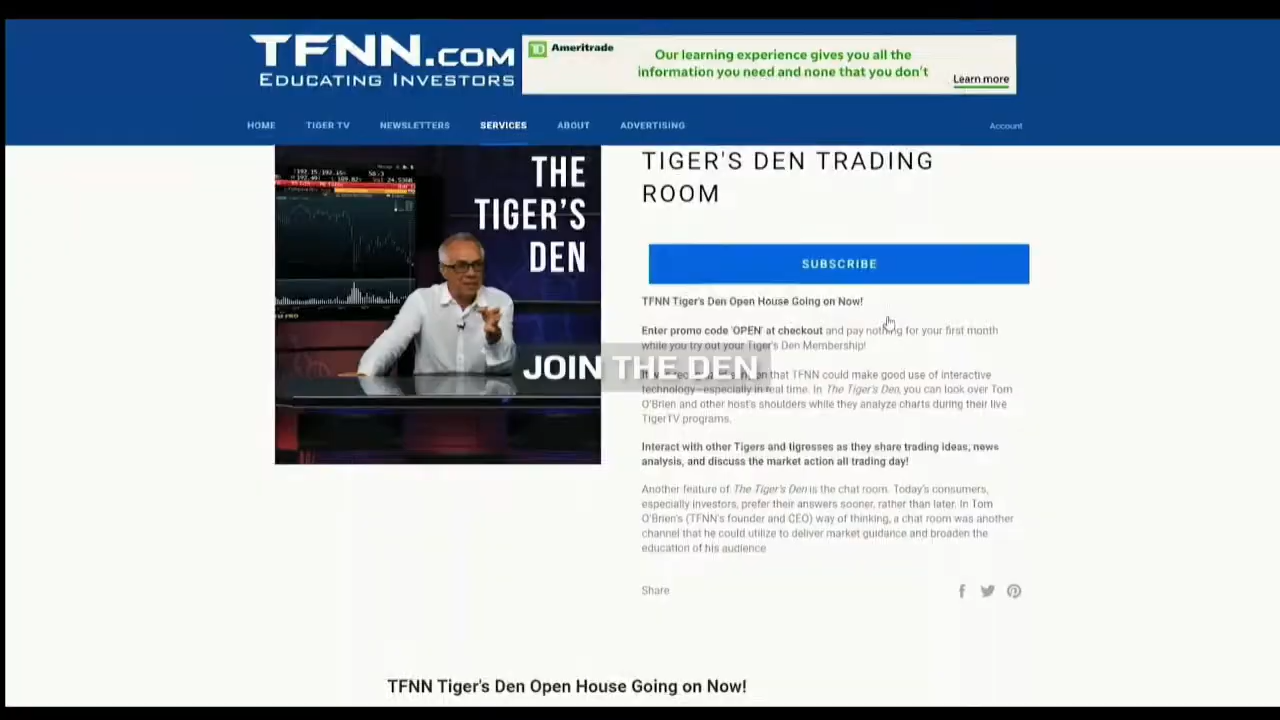 TFNN.COM
EDUCATING INVESTORS
Ameritrade
Our learning experience gives you all the
information you need and none that you don't
Learn more
HOME
TIGER TV
NEWSLETTERS
SERVICES
ABOUT
ADVERTISING
Account
THE
TIGER'S
DEN
TIGER'S DEN TRADING
ROOM
SUBSCRIBE
TFNN Tiger's Den Open House Going on Now!
Enter promo code 'OPEN' at checkout and pay nothing for your first month
while you try out your Tiger's Den Membership!
JOIN THE DEN
that TFNN could make good use of interactive
technology—especially in real time. In The Tiger's Den, you can look over Tom
O'Brien and other host's shoulders while they analyze charts during their live
TigerTV programs.
Interact with other Tigers and tigresses as they share trading ideas, news
analysis, and discuss the market action all trading day!
Another feature of The Tiger's Den is the chat room. Today's consumers,
especially investors, prefer their answers sooner, rather than later. In Tom
O'Brien's (TFNN's founder and CEO) way of thinking, a chat room was another
channel that he could utilize to deliver market guidance and broaden the
education of his audience
Share
TFNN Tiger's Den Open House Going on Now!